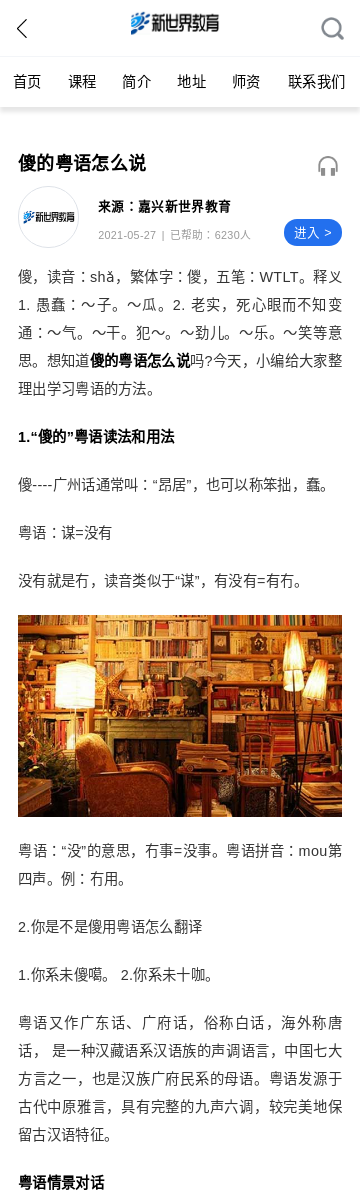 新世界教育
首页 课程 简介 地址 师资 联系我们
傻的粤语怎么说
新世界教育
来源：嘉兴新世界教育
2021-05-27 | 已帮助：6230人
进入 >
傻，读音：shǎ，繁体字：儍，五笔：WTLT。释义
1. 愚蠢：～子。～瓜。2. 老实，死心眼而不知变
通：～气。～干。犯～。～劲儿。～乐。～笑等意
思。想知道傻的粤语怎么说吗?今天，小编给大家整
理出学习粤语的方法。
1.“傻的”粤语读法和用法
傻----广州话通常叫：“昂居”，也可以称笨拙，蠢。
粤语：谋=没有
没有就是冇，读音类似于“谋”，有没有=有冇。
粤语：“没”的意思，冇事=没事。粤语拼音：mou第
四声。例：冇用。
2.你是不是傻用粤语怎么翻译
1.你系未傻噶。 2.你系未十咖。
粤语又作广东话、广府话，俗称白话，海外称唐
话， 是一种汉藏语系汉语族的声调语言，中国七大
方言之一，也是汉族广府民系的母语。粤语发源于
古代中原雅言，具有完整的九声六调，较完美地保
留古汉语特征。
粤语情景对话